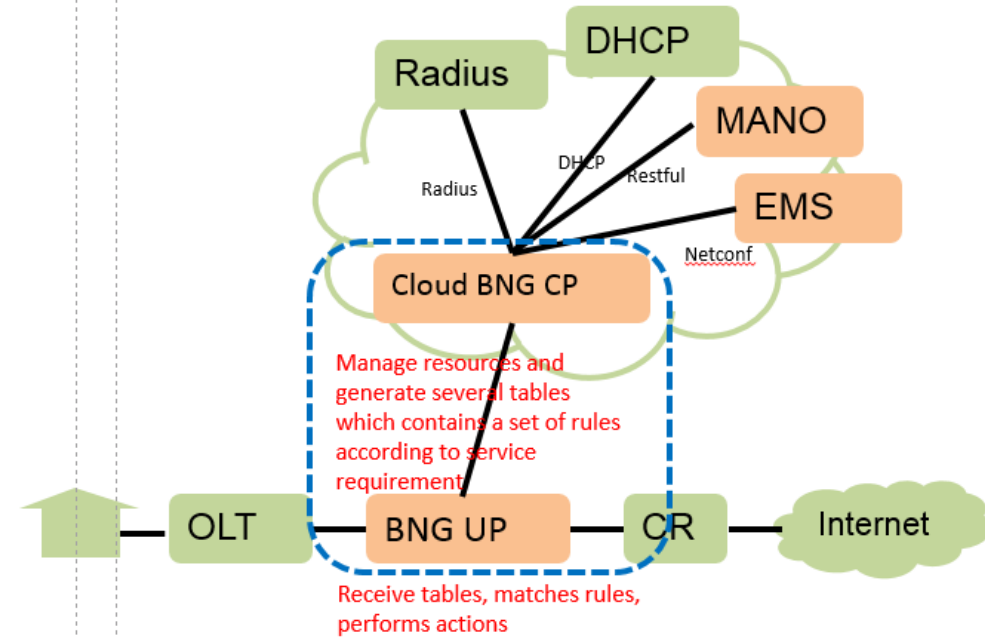 DHCP
Radius
MANO
DHCP
Restful
Radius
EMS
Netconf
Cloud BNG CP
Manage resources and
generate several tables
which contains a set of rules
according to service
requirement
OLT
BNG UP
CR
Internet
Receive tables, matches rules,
performs actions